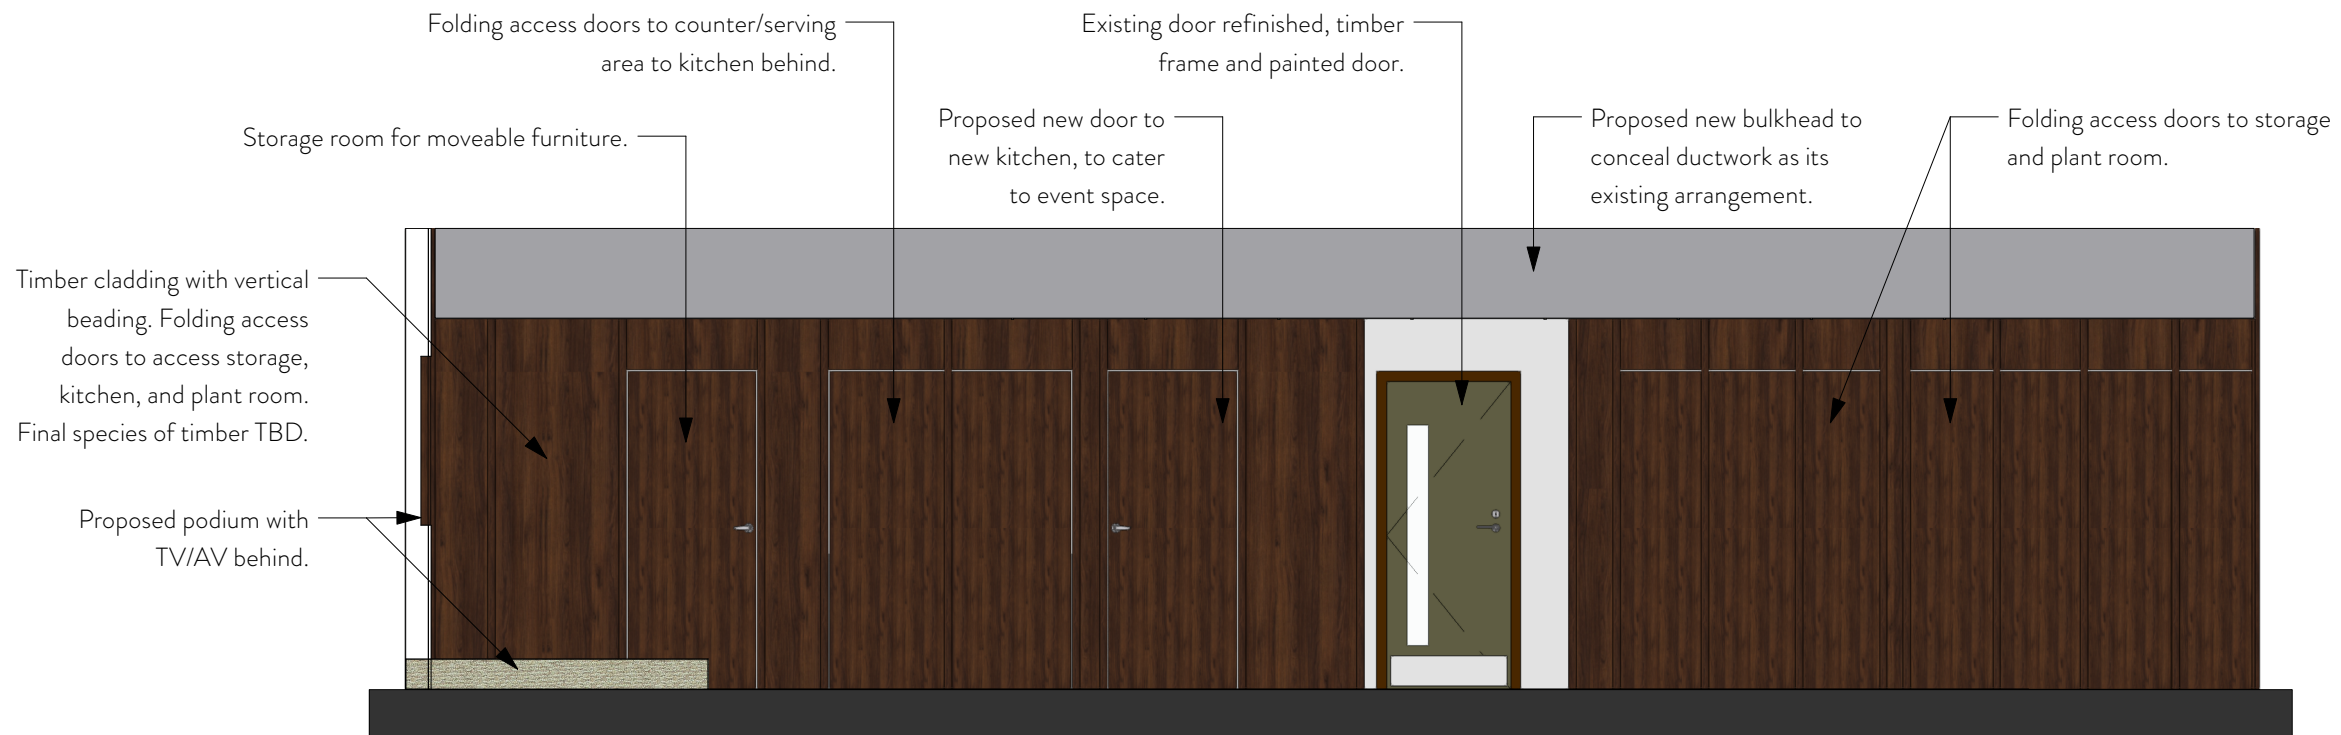 Folding access doors to counter/serving
area to kitchen behind.
Existing door refinished, timber
frame and painted door.
Storage room for moveable furniture.
Proposed new door to
new kitchen, to cater
to event space.
Proposed new bulkhead to
conceal ductwork as its
existing arrangement.
Folding access doors to storage
and plant room.
Timber cladding with vertical
beading. Folding access
doors to access storage,
kitchen, and plant room.
Final species of timber TBD.
Proposed podium with
TV/AV behind.